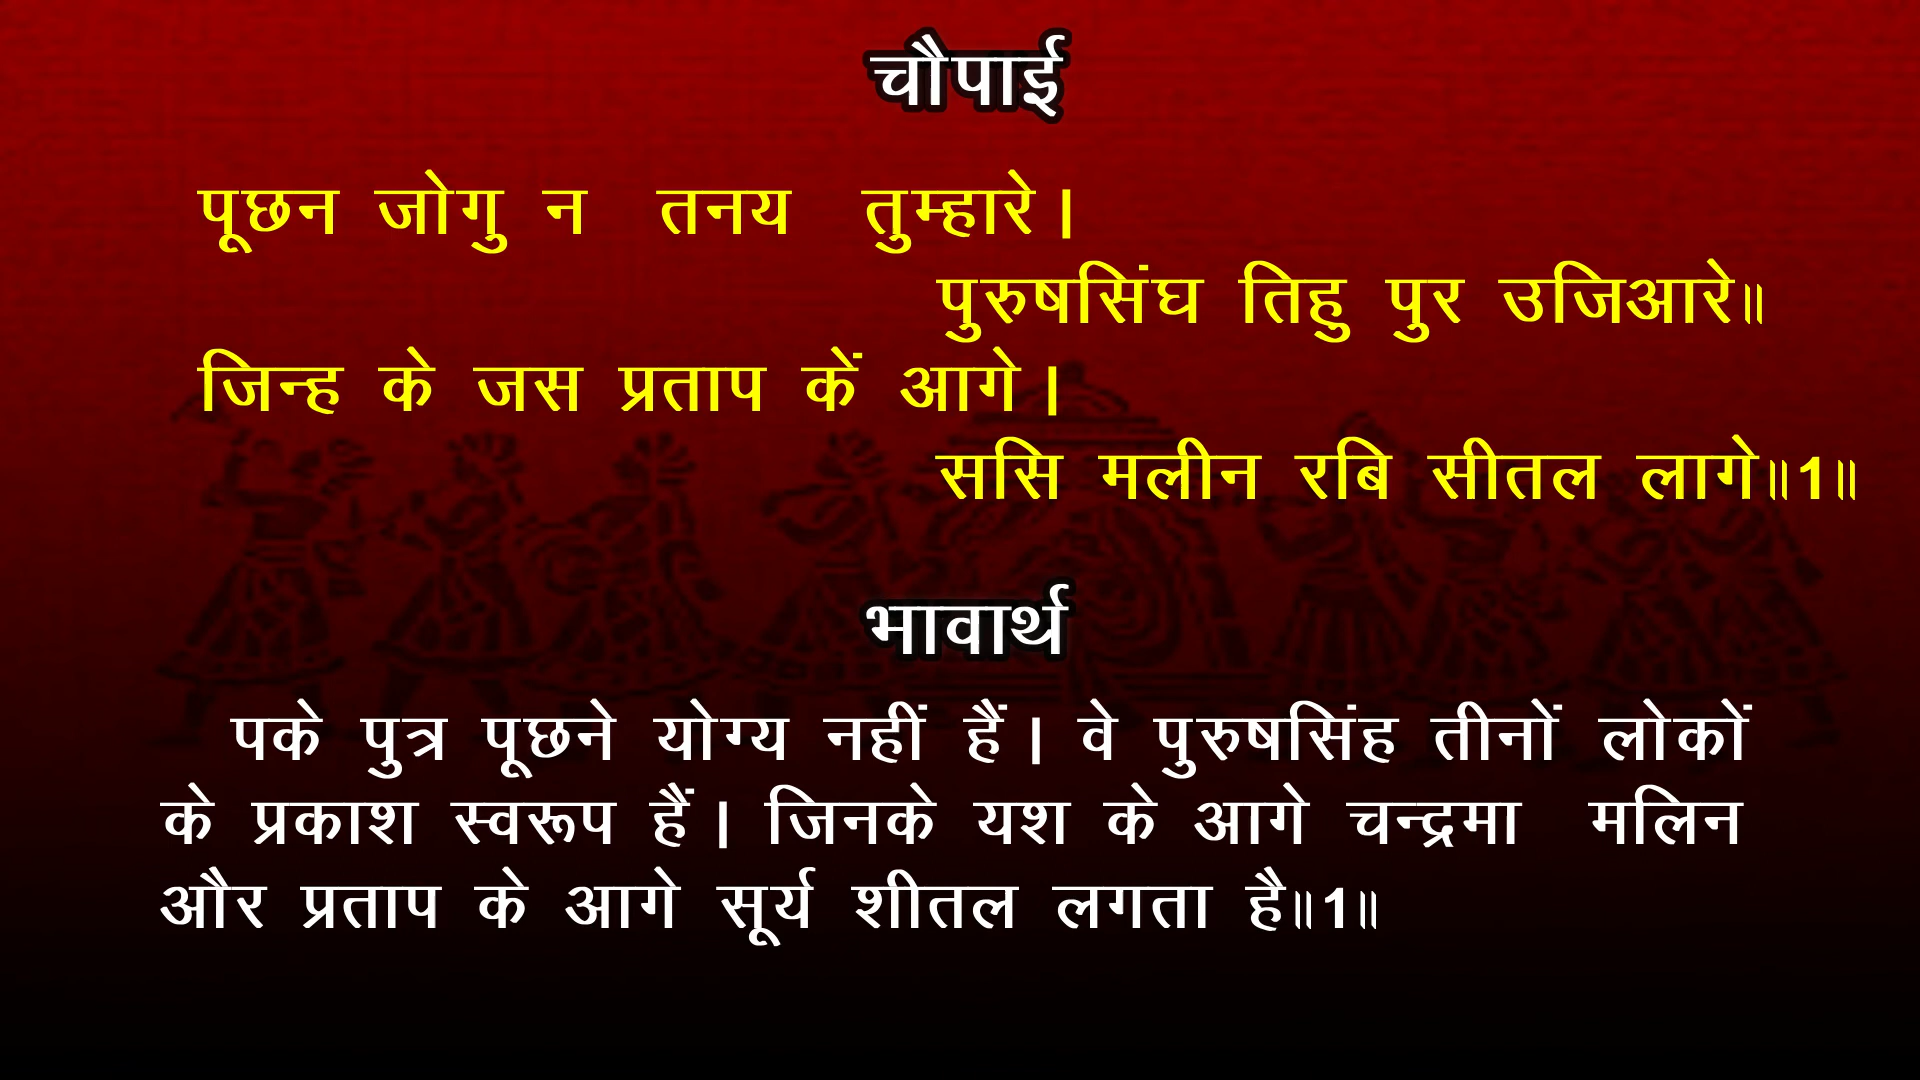 चौपाई
पूछन जोगु न तनय तुम्हारे।
पुरुषसिंघ तिहु पुर उजिआरे॥
जिन्ह के जस प्रताप कें आगे।
ससि मलीन रबि सीतल लागे॥1॥
भावार्थ
पके पुत्र पूछने योग्य नहीं हैं। वे पुरुषसिंह तीनों लोकों
के प्रकाश स्वरूप हैं। जिनके यश के आगे चन्द्रमा मलिन
और प्रताप के आगे सूर्य शीतल लगता है॥1॥